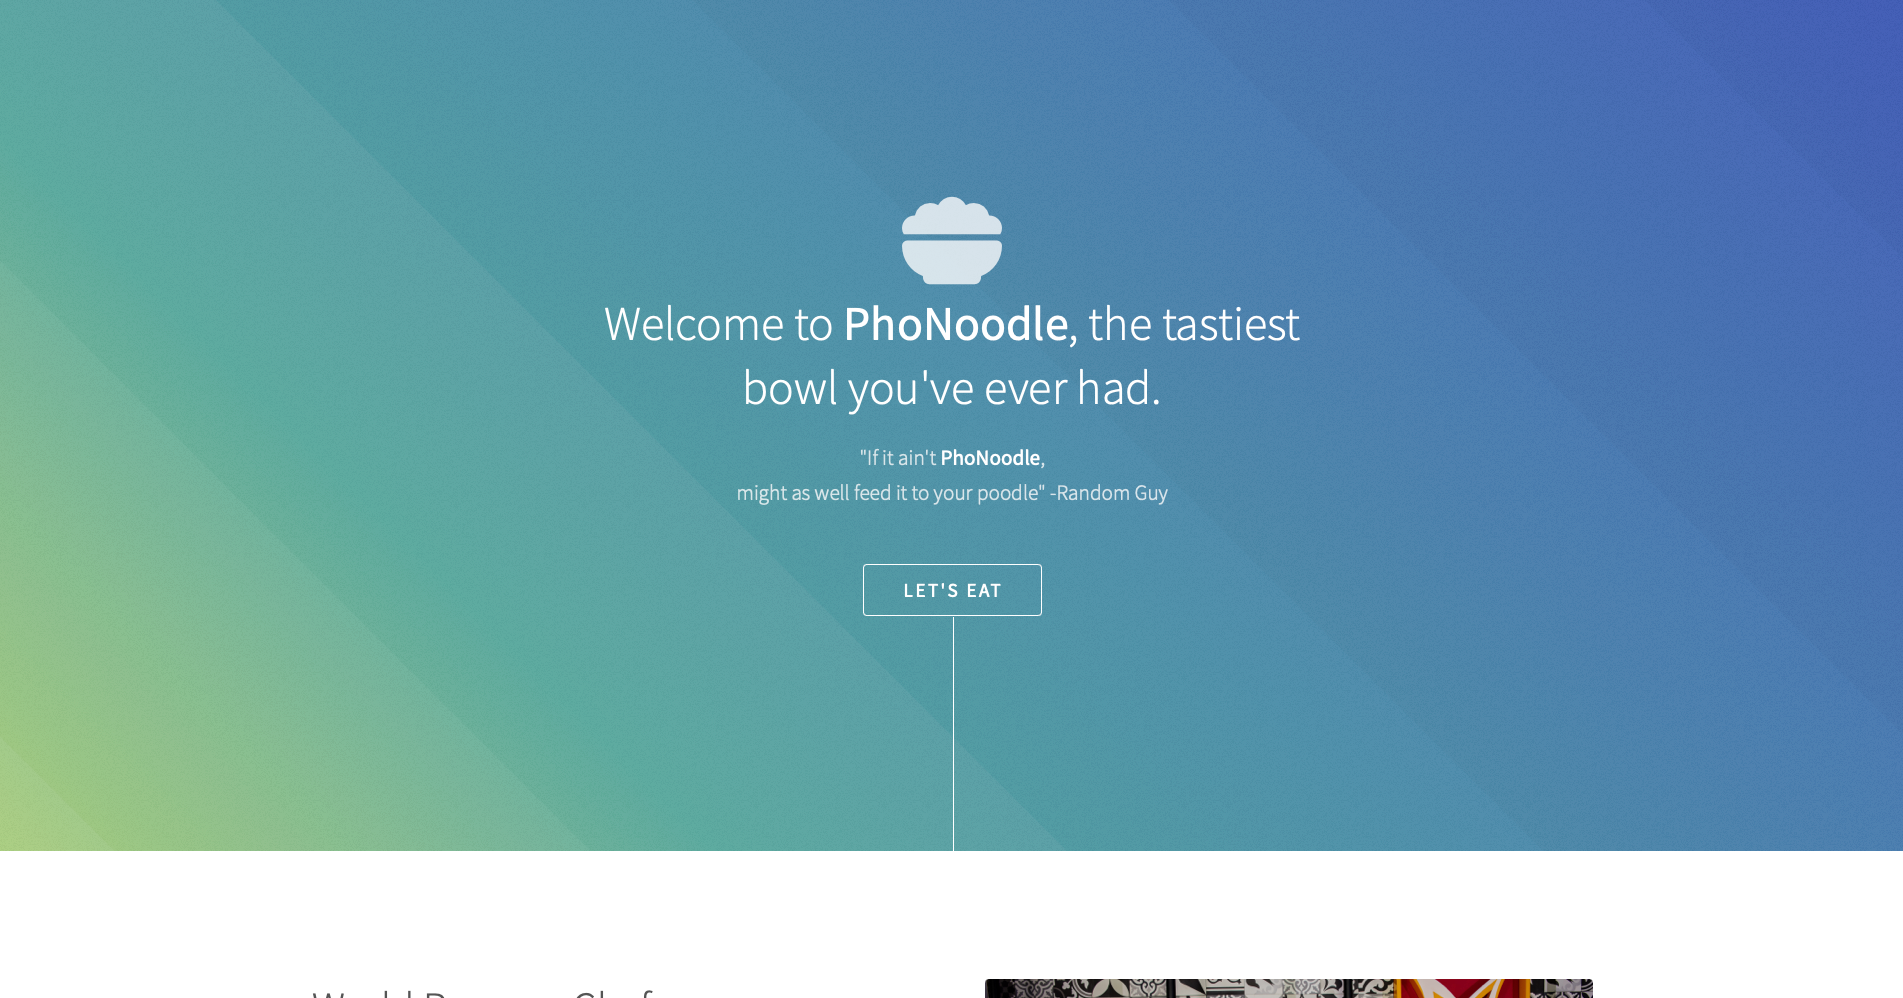 Welcome to PhoNoodle, the tastiest
bowl you've ever had.
"If it ain't PhoNoodle,
might as well feed it to your poodle" -Random Guy
LET'S EAT